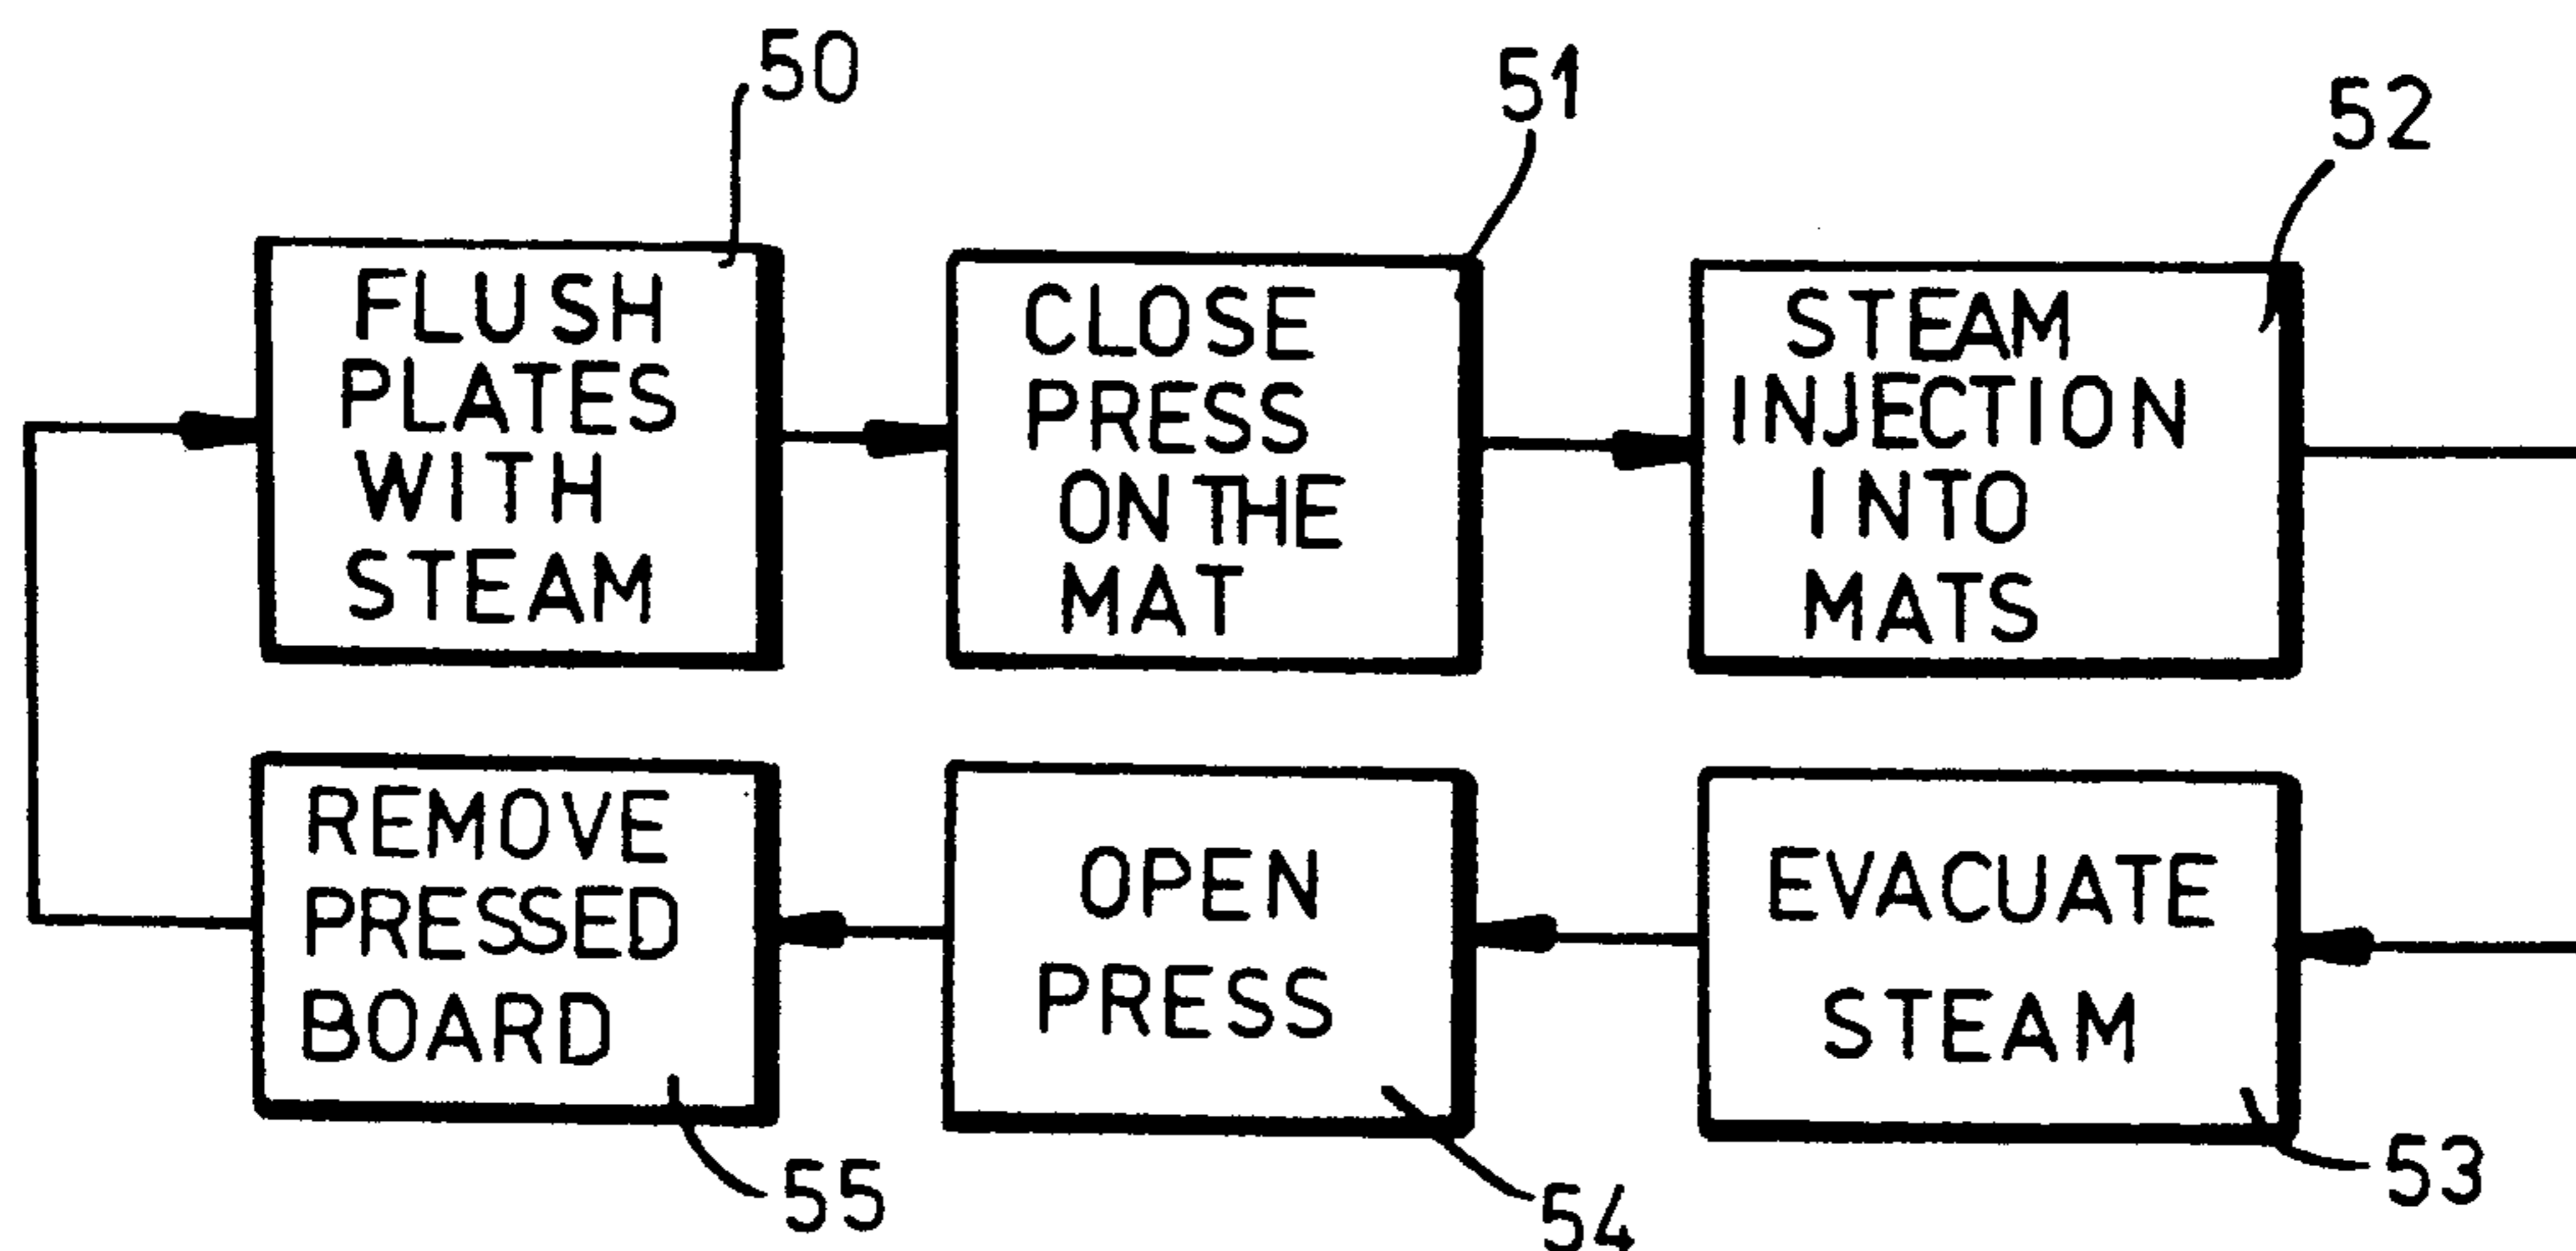 50
51
52
FLUSH
PLATES
WITH
STEAM
CLOSE
PRESS
ON THE
MAT
STEAM
INJECTION
INTO
MATS
REMOVE
PRESSED
BOARD
OPEN
PRESS
EVACUATE
STEAM
55
54
53